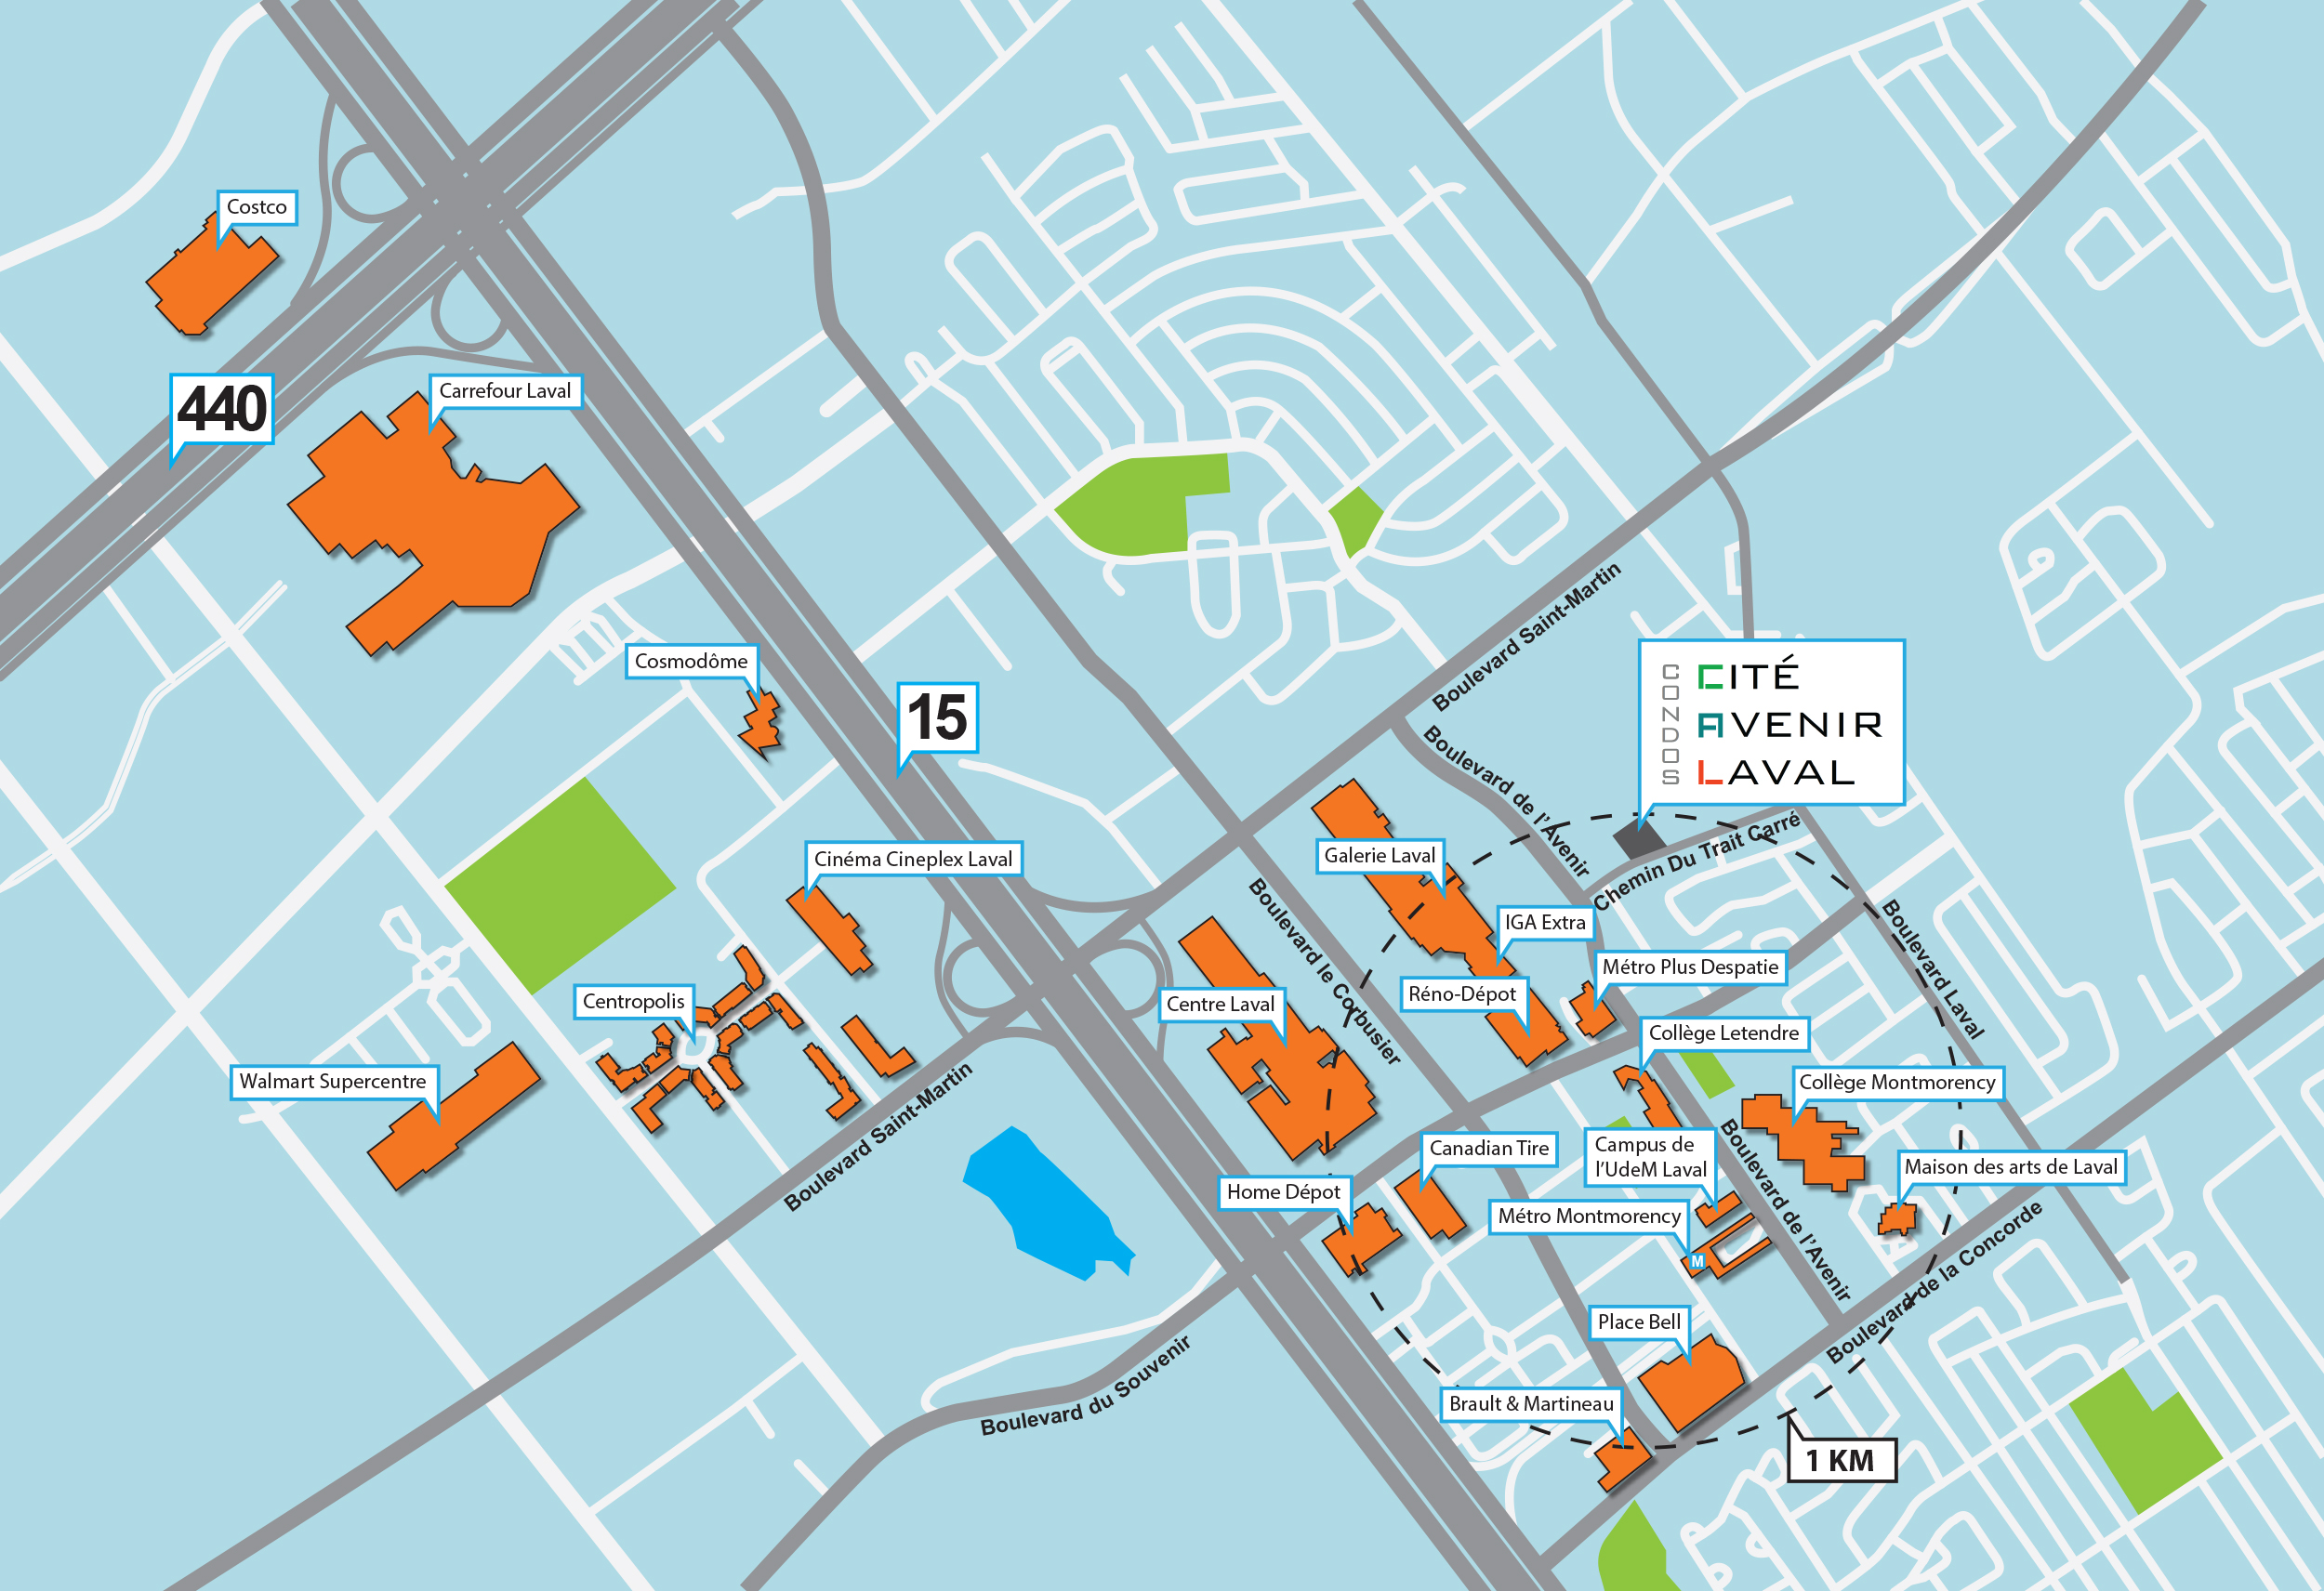 Costco
440
Carrefour Laval
Cosmodôme
15
Boulevard Saint-Martin
CONDOS
CITÉ
AVENIR
LAVAL
Boulevard de l'Avenir
Chemin Du Trait Carré
Cinéma Cineplex Laval
Galerie Laval
Boulevard le Corbusier
IGA Extra
Boulevard Laval
Métro Plus Despatie
Réno-Dépot
Centre Laval
Centropolis
Collège Letendre
Walmart Supercentre
Collège Montmorency
Boulevard Saint-Martin
Canadian Tire
Campus de
l'UdeM Laval
Boulevard de l'Avenir
Maison des arts de Laval
Home Dépot
Métro Montmorency
M
Boulevard de la Concorde
Place Bell
Boulevard du Souvenir
Brault & Martineau
1 KM